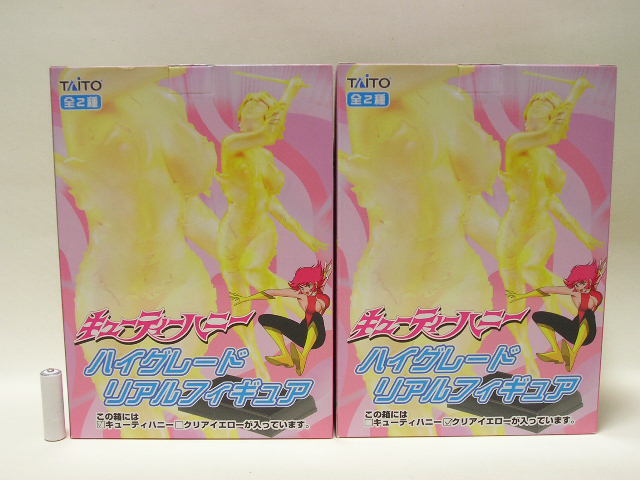 TAITO
全2種
キューティーハニー
ハイグレード
リアルフィギュア
この箱には
☑キューティハニー□クリアイエローが入っています。
TAITO
全2種
キューティーハニー
ハイグレード
リアルフィギュア
この箱には
□キューティハニー☑クリアイエローが入っています。